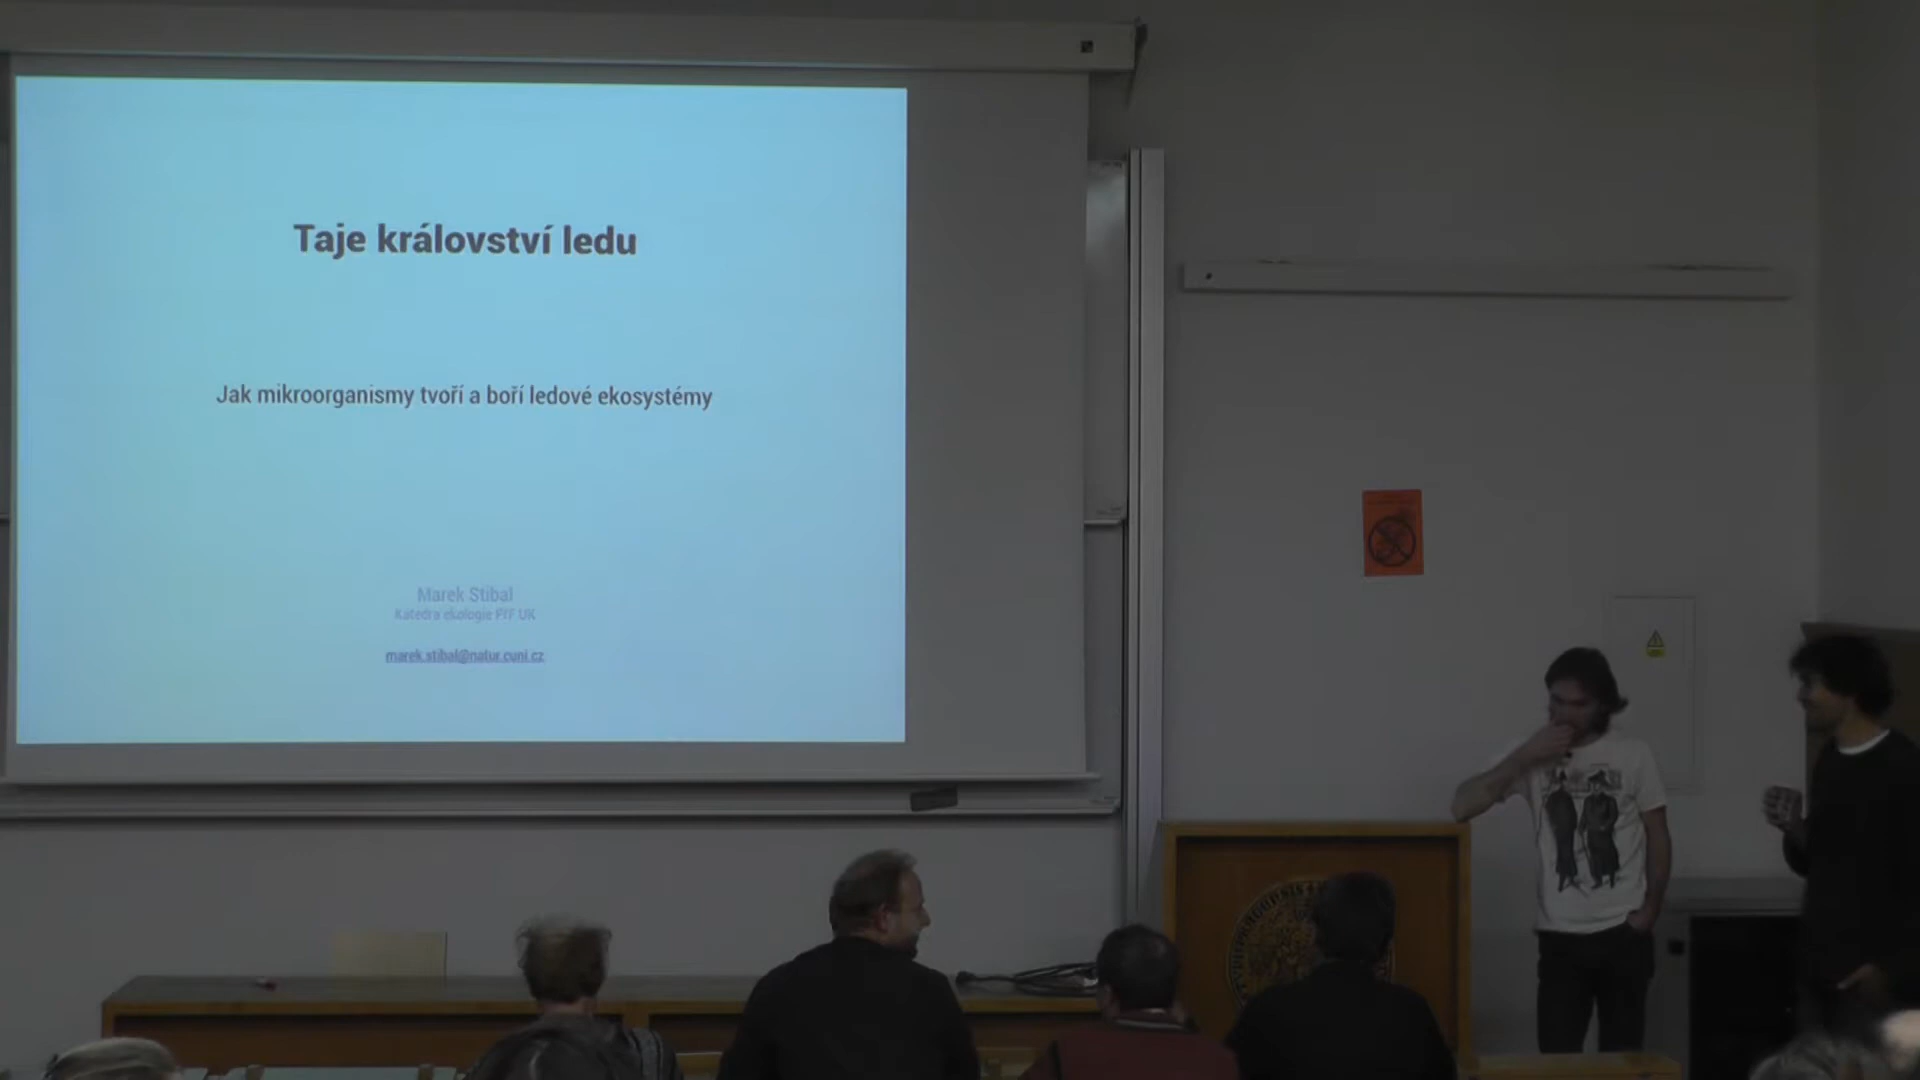 Taje království ledu
Jak mikroorganismy tvoří a boří ledové ekosystémy
Marek Stibal
Katedra ekologie PřF UK
marek.stibal@natur.cuni.cz